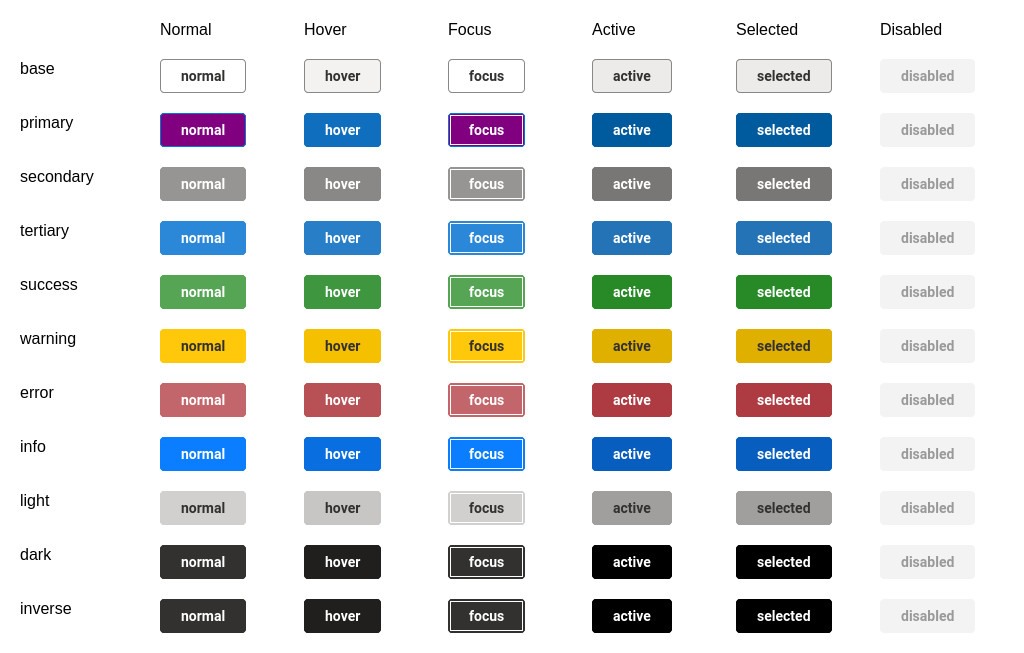 Normal Hover Focus Active Selected Disabled
base normal hover focus active selected disabled
primary normal hover focus active selected disabled
secondary normal hover focus active selected disabled
tertiary normal hover focus active selected disabled
success normal hover focus active selected disabled
warning normal hover focus active selected disabled
error normal hover focus active selected disabled
info normal hover focus active selected disabled
light normal hover focus active selected disabled
dark normal hover focus active selected disabled
inverse normal hover focus active selected disabled